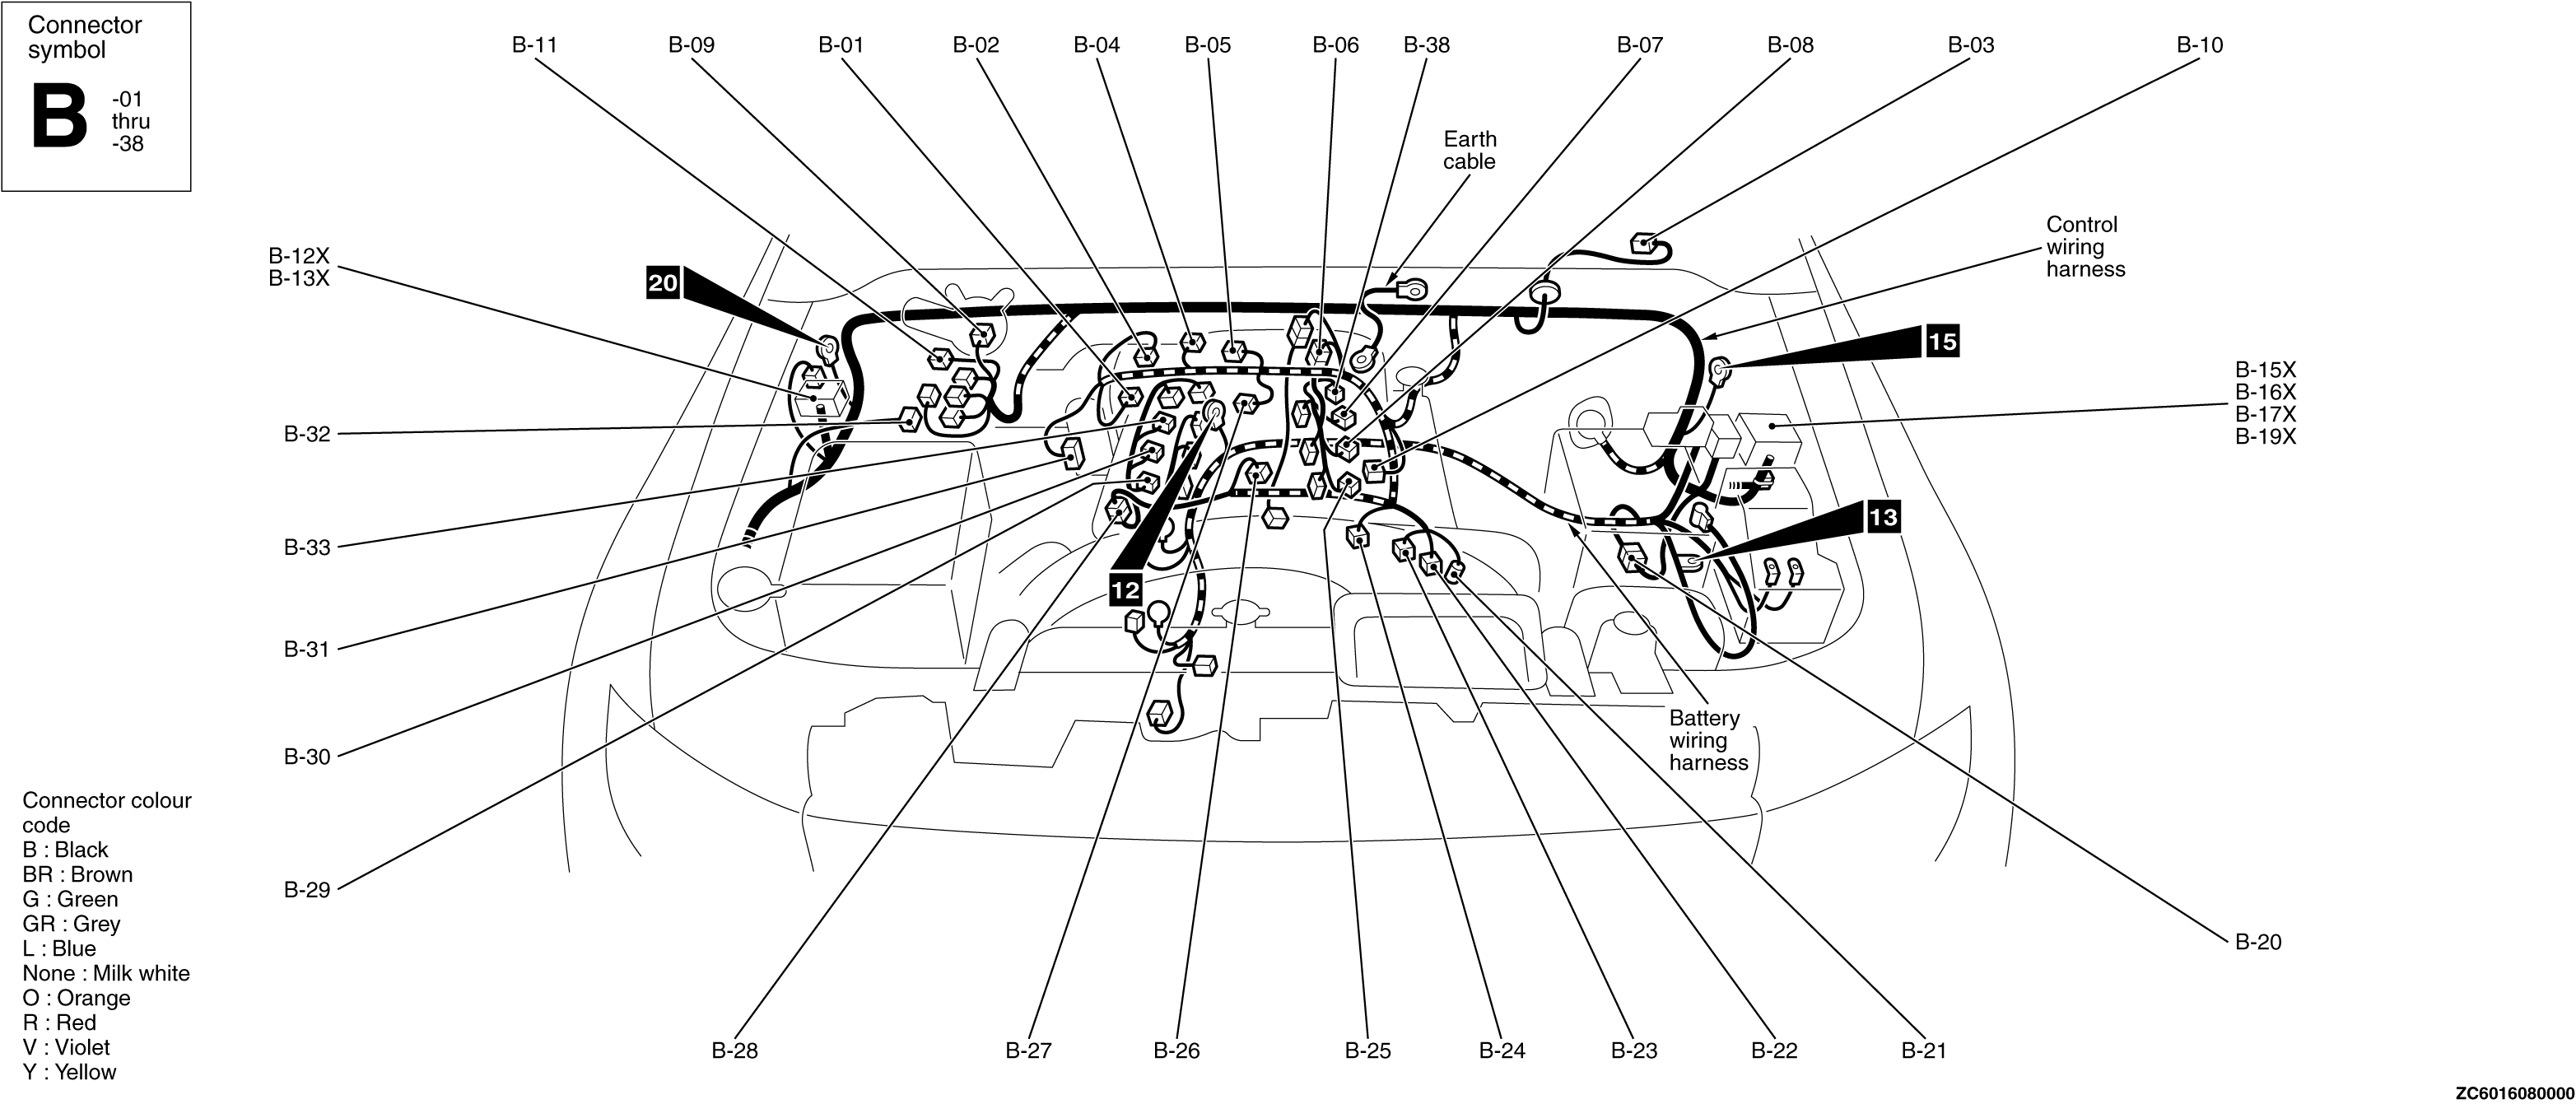 Connector
symbol
B
-01
thru
-38
B-11
B-09
B-01
B-02
B-04
B-05
B-06
B-38
B-07
B-08
B-03
B-10
Earth
cable
Control
wiring
harness
B-12X
B-13X
20
15
B-15X
B-16X
B-17X
B-19X
B-32
B-33
13
12
B-31
B-30
Battery
wiring
harness
B-29
B-20
Connector colour
code
B : Black
BR : Brown
G : Green
GR : Grey
L : Blue
None : Milk white
O : Orange
R : Red
V : Violet
Y : Yellow
B-28
B-27
B-26
B-25
B-24
B-23
B-22
B-21
ZC6016080000